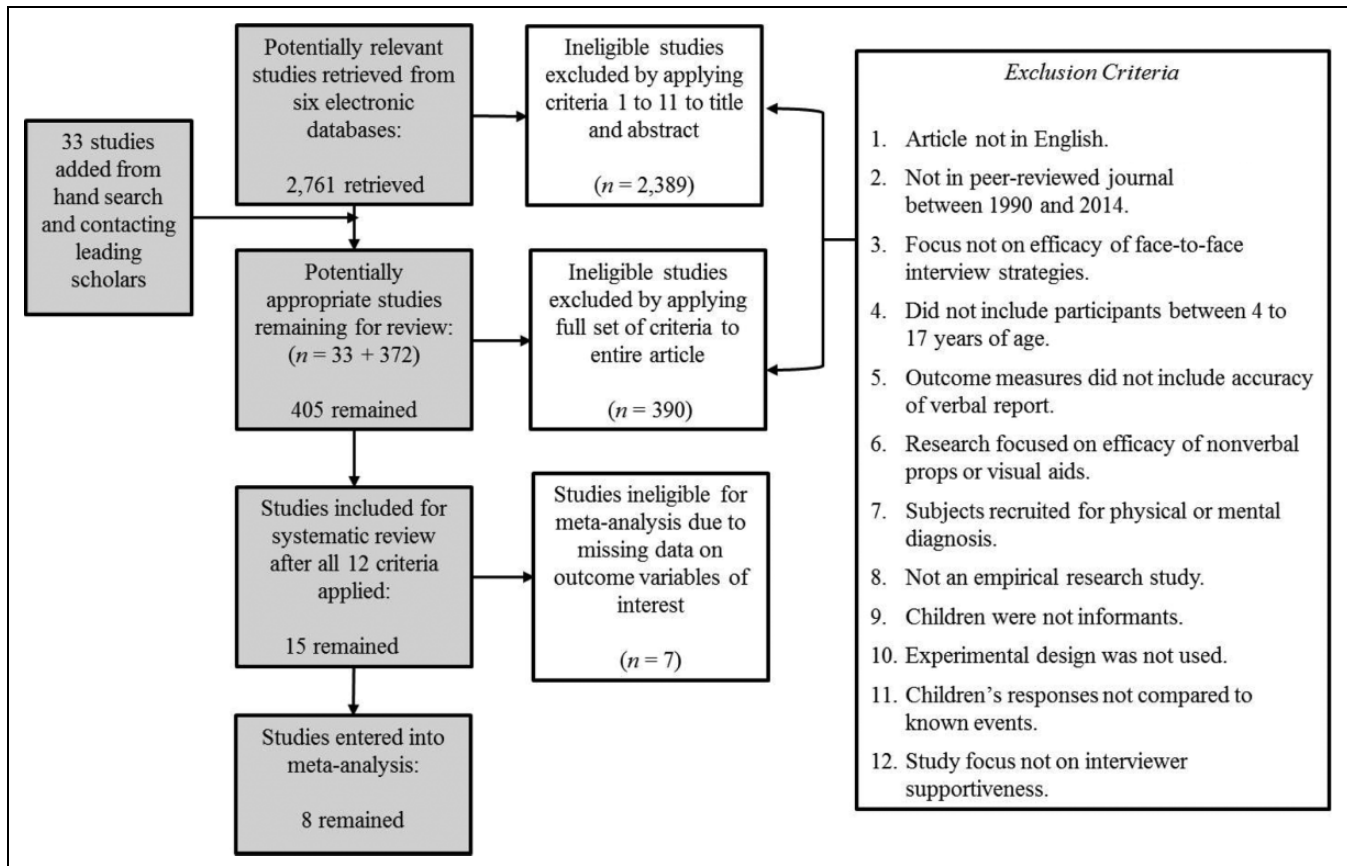 Potentially relevant
studies retrieved from
six electronic
databases:
2,761 retrieved
Ineligible studies
excluded by applying
criteria 1 to 11 to title
and abstract
(n = 2,389)
33 studies
added from
hand search
and contacting
leading
scholars
Potentially
appropriate studies
remaining for review:
(n = 33 + 372)
405 remained
Ineligible studies
excluded by applying
full set of criteria to
entire article
(n = 390)
Studies included for
systematic review
after all 12 criteria
applied:
15 remained
Studies ineligible for
meta-analysis due to
missing data on
outcome variables of
interest
(n = 7)
Studies entered into
meta-analysis:
8 remained
Exclusion Criteria
1. Article not in English.
2. Not in peer-reviewed journal
between 1990 and 2014.
3. Focus not on efficacy of face-to-face
interview strategies.
4. Did not include participants between 4 to
17 years of age.
5. Outcome measures did not include accuracy
of verbal report.
6. Research focused on efficacy of nonverbal
props or visual aids.
7. Subjects recruited for physical or mental
diagnosis.
8. Not an empirical research study.
9. Children were not informants.
10. Experimental design was not used.
11. Children's responses not compared to
known events.
12. Study focus not on interviewer
supportiveness.